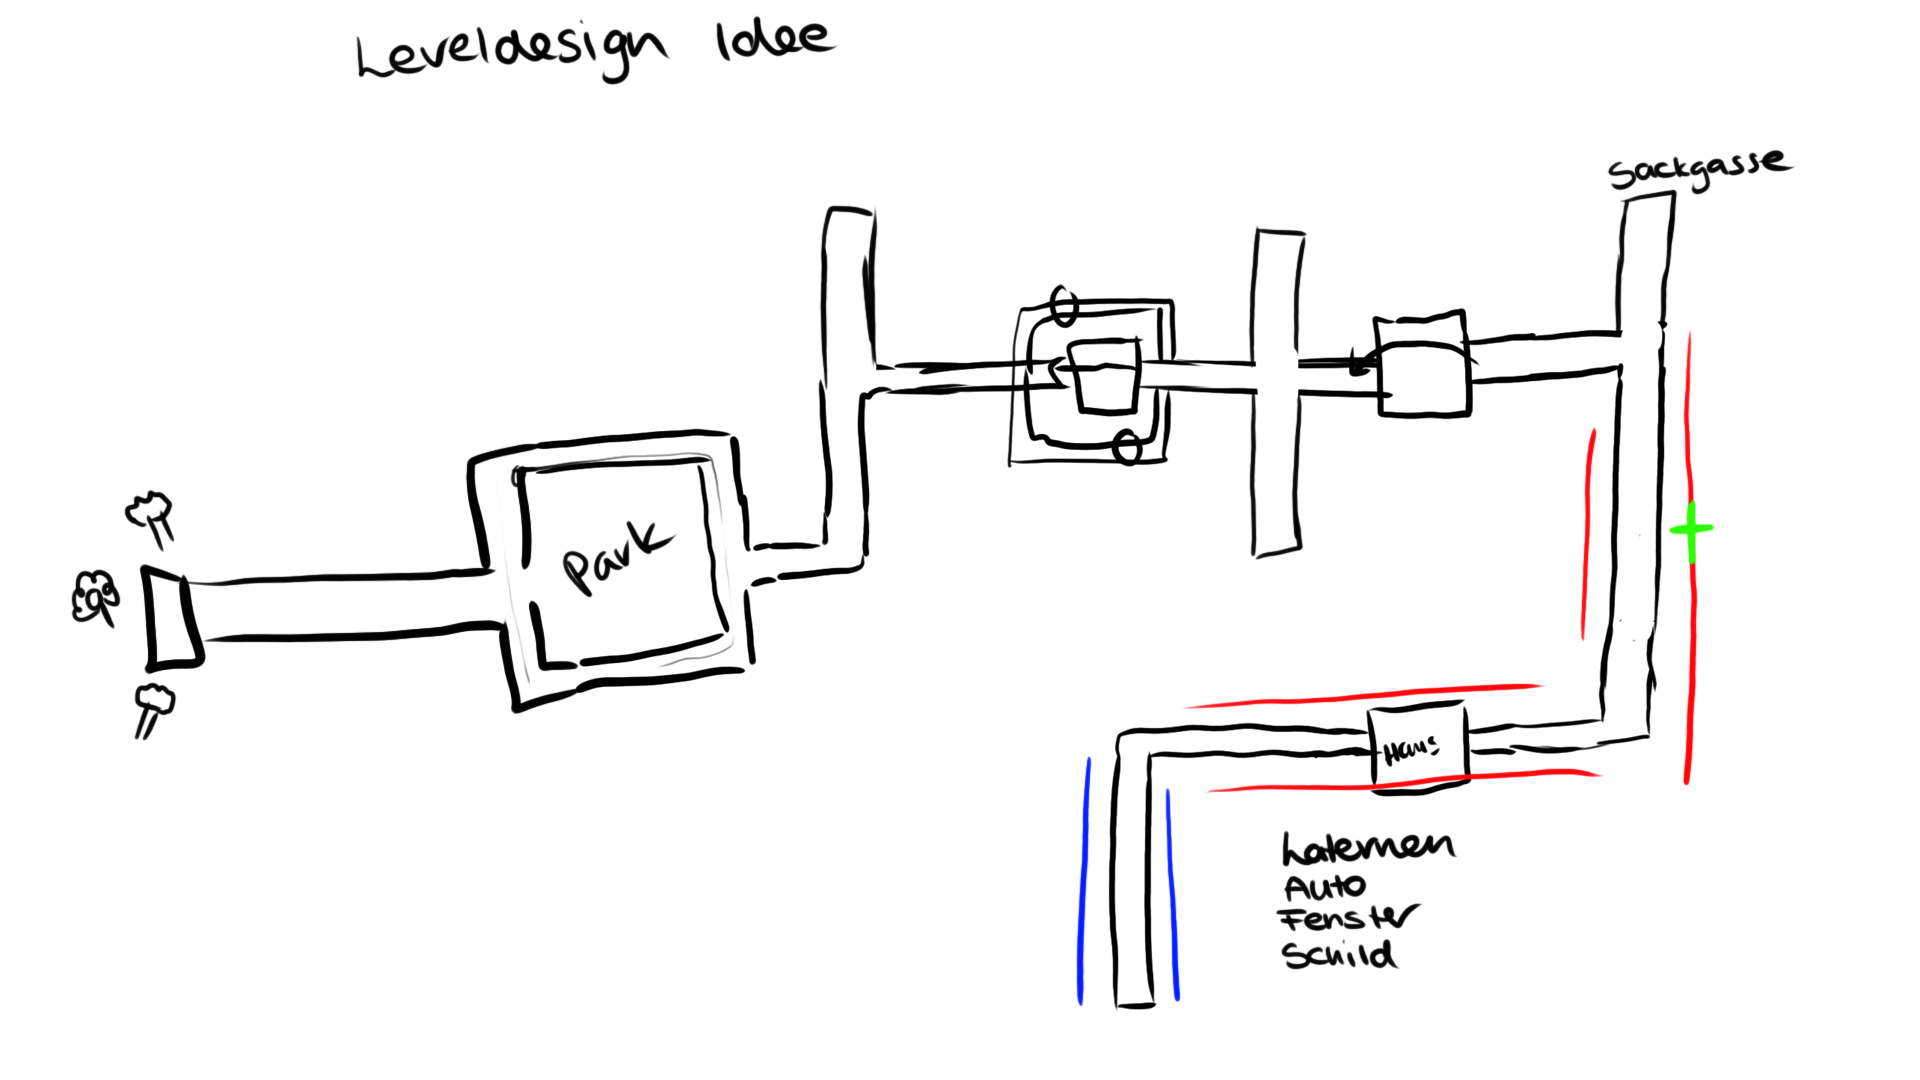 Leveldesign Idee
Sackgasse
Park
Haus
Laternen
Auto
Fenster
Schild